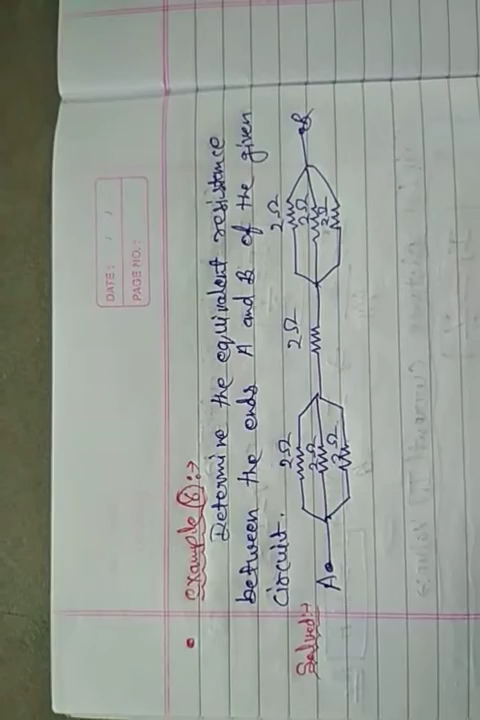 DATE: / /
PAGE NO.:
• example (8):→
Determine the equivalent resistance
between the ends A and B of the given
circuit.
Solved:→
A
2Ω
2Ω
2Ω
2Ω
2Ω
2Ω
2Ω
B